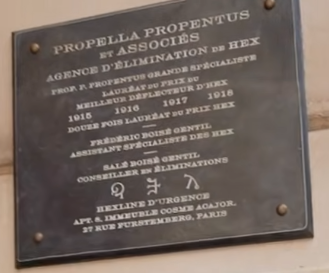 PROPELLA PROPENTUS
ET ASSOCIÉS
AGENCE D'ÉLIMINATION DE HEX
PROF. P. PROPENTUS GRANDE SPÉCIALISTE
LAURÉAT DU PRIX DU
MEILLEUR DÉFLECTEUR D'HEX
1915 1916 1917 1918
DOUZE FOIS LAURÉAT DU PRIX HEX
FRÉDÉRIC BOISÉ GENTIL
ASSISTANT SPÉCIALISTE DES HEX
SALÉ BOISÉ GENTIL
CONSEILLER EN ÉLIMINATIONS
HEXLINE D'URGENCE
APT. 8, IMMEUBLE COSME ACAJOR,
27 RUE FURSTEMBERG, PARIS